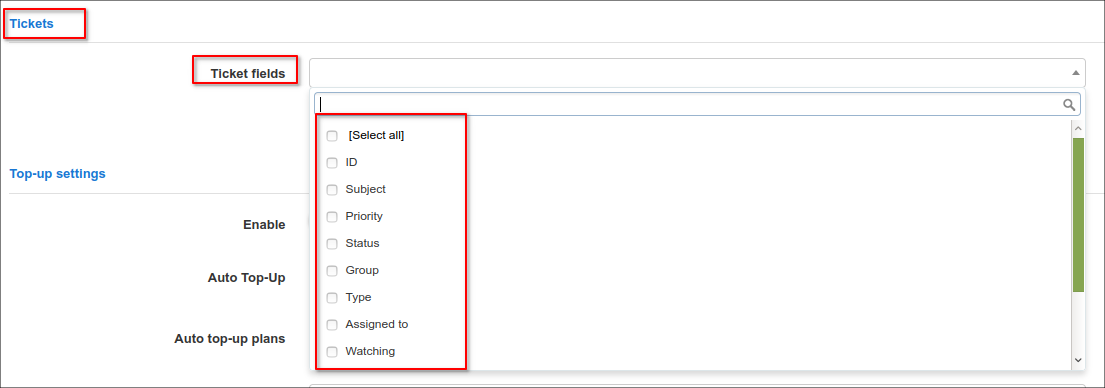 Tickets
Ticket fields
[Select all]
ID
Subject
Priority
Status
Group
Type
Assigned to
Watching
Top-up settings
Enable
Auto Top-Up
Auto top-up plans